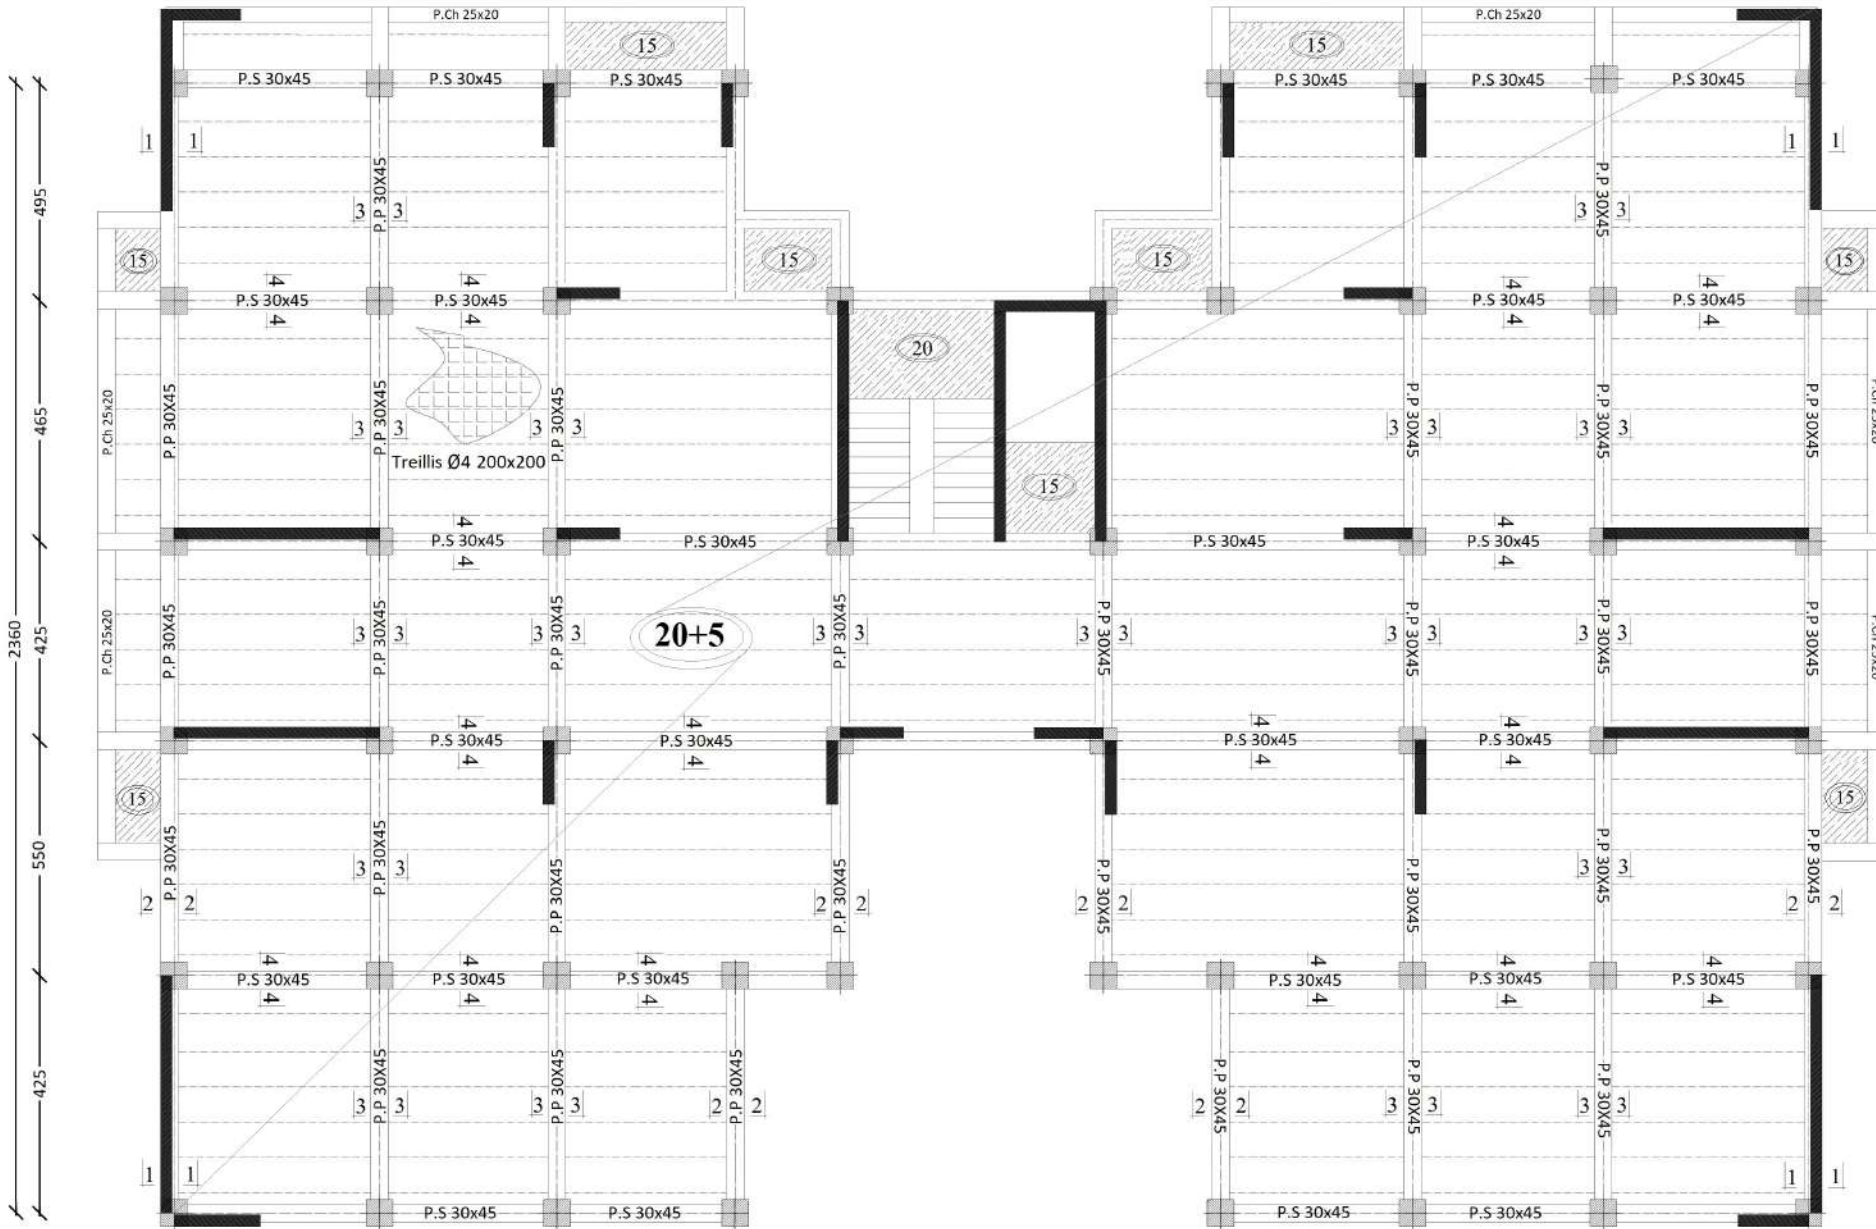 P.Ch 25x20
P.Ch 25x20
15 15
P.S 30x45 P.S 30x45 P.S 30x45 P.S 30x45 P.S 30x45 P.S 30x45
1 1 1 1
495
P.P 30X45 P.P 30X45
3 3 3 3
15 15 15 15
4 4 4 4
P.S 30x45 P.S 30x45 P.S 30x45 P.S 30x45
4 4 4 4
20
465
P.Ch 25x20
P.P 30X45 P.P 30X45 P.P 30X45 P.P 30X45 P.P 30X45 P.P 30X45
3 3 3 3 3 3 3 3
Treillis Ø4 200x200
15
4 4
P.S 30x45 P.S 30x45 P.S 30x45 P.S 30x45
4 4
2360
425
P.Ch 25x20
P.P 30X45 P.P 30X45 P.P 30X45 P.P 30X45 P.P 30X45 P.P 30X45 P.P 30X45 P.P 30X45
3 3 3 3 3 3 3 3 3 3 3 3
20+5
4 4 4 4
P.S 30x45 P.S 30x45 P.S 30x45 P.S 30x45
4 4 4 4
15 15
550
P.P 30X45 P.P 30X45 P.P 30X45 P.P 30X45 P.P 30X45 P.P 30X45 P.P 30X45 P.P 30X45
3 3 3 3
2 2 2 2 2 2 2 2
4 4 4 4 4 4
P.S 30x45 P.S 30x45 P.S 30x45 P.S 30x45 P.S 30x45 P.S 30x45
4 4 4 4 4 4
425
P.P 30X45 P.P 30X45 P.P 30X45 P.P 30X45 P.P 30X45 P.P 30X45
3 3 3 3 2 2 2 2 3 3 3 3
1 1 1 1
P.S 30x45 P.S 30x45 P.S 30x45 P.S 30x45